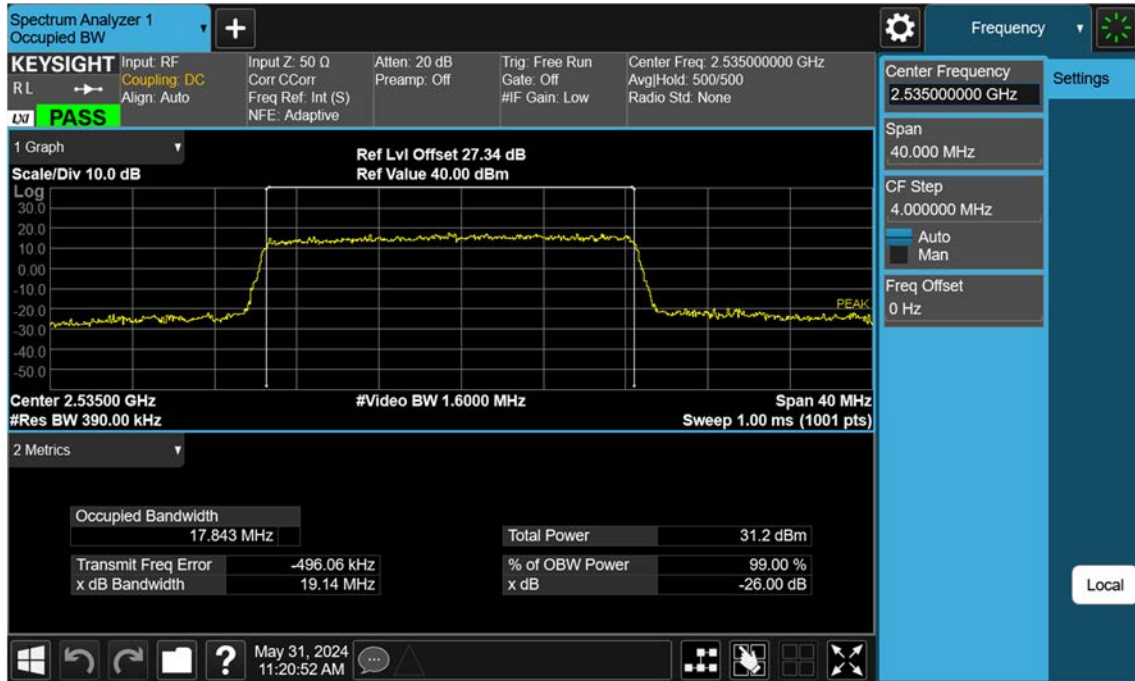 Spectrum Analyzer 1
Occupied BW
+
Frequency
KEYSIGHT
Input: RF
Input Z: 50 Ω
Atten: 20 dB
Trig: Free Run
Center Freq: 2.535000000 GHz
RL
Coupling: DC
Corr CCorr
Preamp: Off
Gate: Off
Avg|Hold: 500/500
Align: Auto
Freq Ref: Int (S)
#IF Gain: Low
Radio Std: None
LXI
PASS
NFE: Adaptive
Center Frequency
2.535000000 GHz
Settings
Span
40.000 MHz
CF Step
4.000000 MHz
Auto
Man
Freq Offset
0 Hz
Local
1 Graph
Ref Lvl Offset 27.34 dB
Scale/Div 10.0 dB
Ref Value 40.00 dBm
Log
30.0
20.0
10.0
0.00
-10.0
-20.0
-30.0
-40.0
-50.0
PEAK
Center 2.53500 GHz
#Video BW 1.6000 MHz
Span 40 MHz
#Res BW 390.00 kHz
Sweep 1.00 ms (1001 pts)
2 Metrics
Occupied Bandwidth
17.843 MHz
Total Power
31.2 dBm
Transmit Freq Error
-496.06 kHz
% of OBW Power
99.00 %
x dB Bandwidth
19.14 MHz
x dB
-26.00 dB
?
May 31, 2024
11:20:52 AM